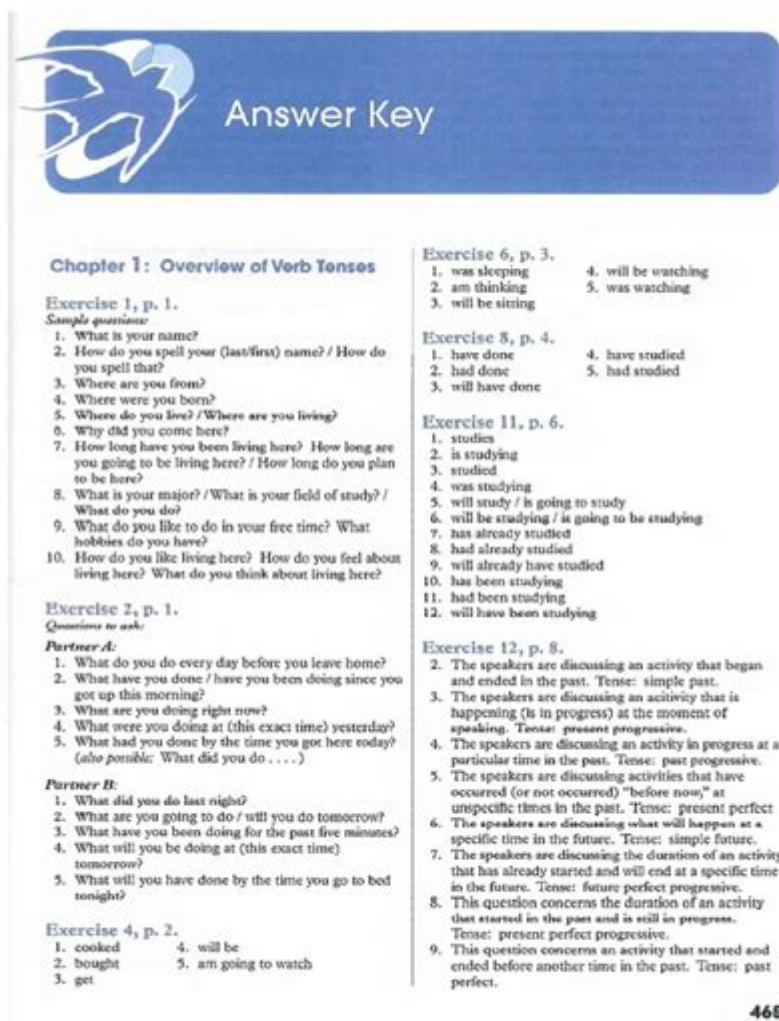 Answer Key
Chapter 1: Overview of Verb Tenses
Exercise 1, p. 1.
Sample questions:
1. What is your name?
2. How do you spell your (last/first) name? / How do
you spell that?
3. Where are you from?
4. Where were you born?
5. Where do you live? / Where are you living?
6. Why did you come here?
7. How long have you been living here? How long are
you going to be living here? / How long do you plan
to be here?
8. What is your major? / What is your field of study? /
What do you do?
9. What do you like to do in your free time? What
hobbies do you have?
10. How do you like living here? How do you feel about
living here? What do you think about living here?
Exercise 2, p. 1.
Questions to ask:
Partner A:
1. What do you do every day before you leave home?
2. What have you done / have you been doing since you
got up this morning?
3. What are you doing right now?
4. What were you doing at (this exact time) yesterday?
5. What had you done by the time you got here today?
(also possible: What did you do . . . . )
Partner B:
1. What did you do last night?
2. What are you going to do / will you do tomorrow?
3. What have you been doing for the past five minutes?
4. What will you be doing at (this exact time)
tomorrow?
5. What will you have done by the time you go to bed
tonight?
Exercise 4, p. 2.
1. cooked 4. will be
2. bought 5. am going to watch
3. get
Exercise 6, p. 3.
1. was sleeping 4. will be watching
2. am thinking 5. was watching
3. will be sitting
Exercise 8, p. 4.
1. have done 4. have studied
2. had done 5. had studied
3. will have done
Exercise 11, p. 6.
1. studies
2. is studying
3. studied
4. was studying
5. will study / is going to study
6. will be studying / is going to be studying
7. has already studied
8. had already studied
9. will already have studied
10. has been studying
11. had been studying
12. will have been studying
Exercise 12, p. 8.
2. The speakers are discussing an activity that began
and ended in the past. Tense: simple past.
3. The speakers are discussing an acitivity that is
happening (is in progress) at the moment of
speaking. Tense: present progressive.
4. The speakers are discussing an activity in progress at a
particular time in the past. Tense: past progressive.
5. The speakers are discussing activities that have
occurred (or not occurred) "before now," at
unspecific times in the past. Tense: present perfect
6. The speakers are discussing what will happen at a
specific time in the future. Tense: simple future.
7. The speakers are discussing the duration of an activity
that has already started and will end at a specific time
in the future. Tense: future perfect progressive.
8. This question concerns the duration of an activity
that started in the past and is still in progress.
Tense: present perfect progressive.
9. This question concerns an activity that started and
ended before another time in the past. Tense: past
perfect.